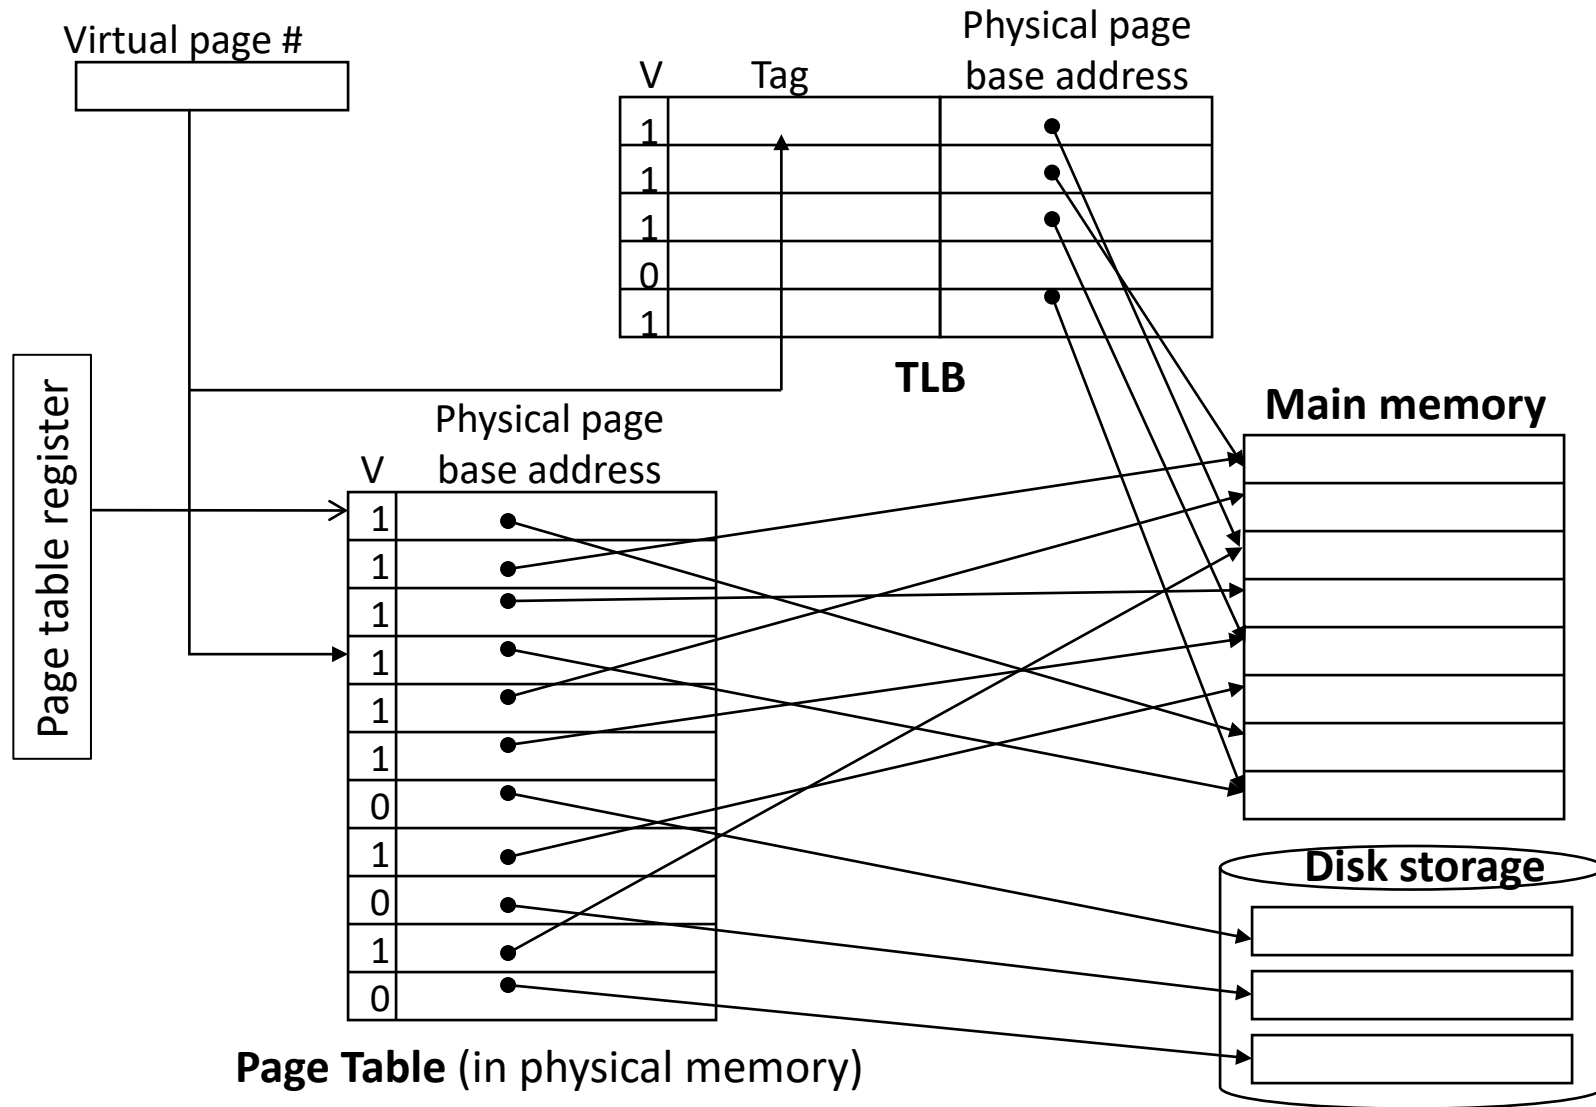 Virtual page #
Physical page
base address
V Tag
1
1
1
0
1
TLB
Page table register
Physical page
base address
V
1
1
1
1
1
1
0
1
0
1
0
Page Table (in physical memory)
Main memory
Disk storage